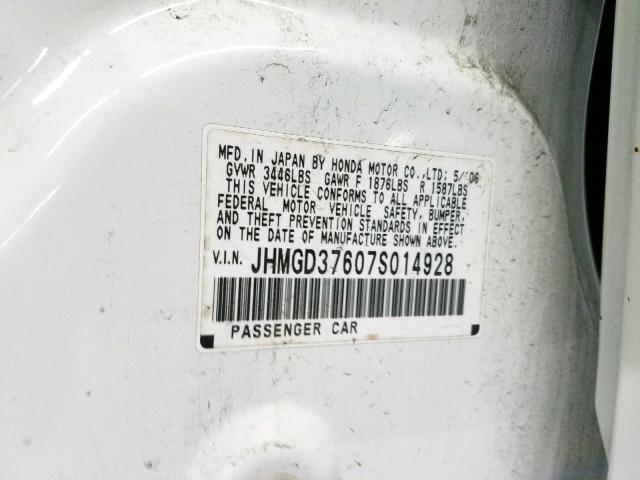 MFD. IN JAPAN BY HONDA MOTOR CO.,LTD: 5/'06
GVWR 3446LBS GAWR F 1876LBS R 1587LBS
THIS VEHICLE CONFORMS TO ALL APPLICABLE
FEDERAL MOTOR VEHICLE SAFETY, BUMPER,
AND THEFT PREVENTION STANDARDS IN EFFECT
ON THE DATE OF MANUFACTURE SHOWN ABOVE.
V.I.N. JHMGD37607S014928
PASSENGER CAR